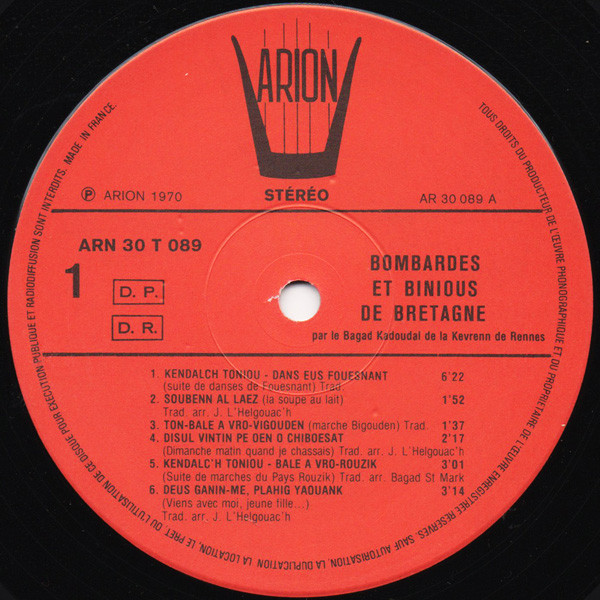 ARION
STÉRÉO
Ⓟ ARION 1970
AR 30 089 A
ARN 30 T 089
1
D. P.
D. R.
BOMBARDES
ET BINIOUS
DE BRETAGNE
par le Bagad Kadoudal de la Kevrenn de Rennes
1. KENDALCH TONIOU - DANS EUS FOUESNANT 6'22
(suite de danses de Fouesnant) Trad.
2. SOUBENN AL LAEZ (la soupe au lait) 1'52
Trad. arr. J. L'Helgouac'h
3. TON-BALE A VRO-VIGOUDEN (marche Bigouden) Trad. 1'37
4. DISUL VINTIN PE OEN O CHIBOESAT 2'17
(Dimanche matin quand je chassais) Trad. arr. J. L'Helgouac'h
5. KENDALC'H TONIOU - BALE A VRO-ROUZIK 3'01
(Suite de marches du Pays Rouzik) Trad. arr. Bagad St Mark
6. DEUS GANIN-ME, PLAHIG YAOUANK 3'14
(Viens avec moi, jeune fille...)
Trad. arr. J. L'Helgouac'h
TOUS DROITS DU PRODUCTEUR DE L'ŒUVRE PHONOGRAPHIQUE ET DU PROPRIETAIRE DE L'ŒUVRE ENREGISTREE RESERVES. SAUF AUTORISATION, LA DUPLICATION, LA LOCATION, LE PRET OU L'UTILISATION DE CE DISQUE POUR EXECUTION PUBLIQUE ET RADIODIFFUSION SONT INTERDITS. MADE IN FRANCE.